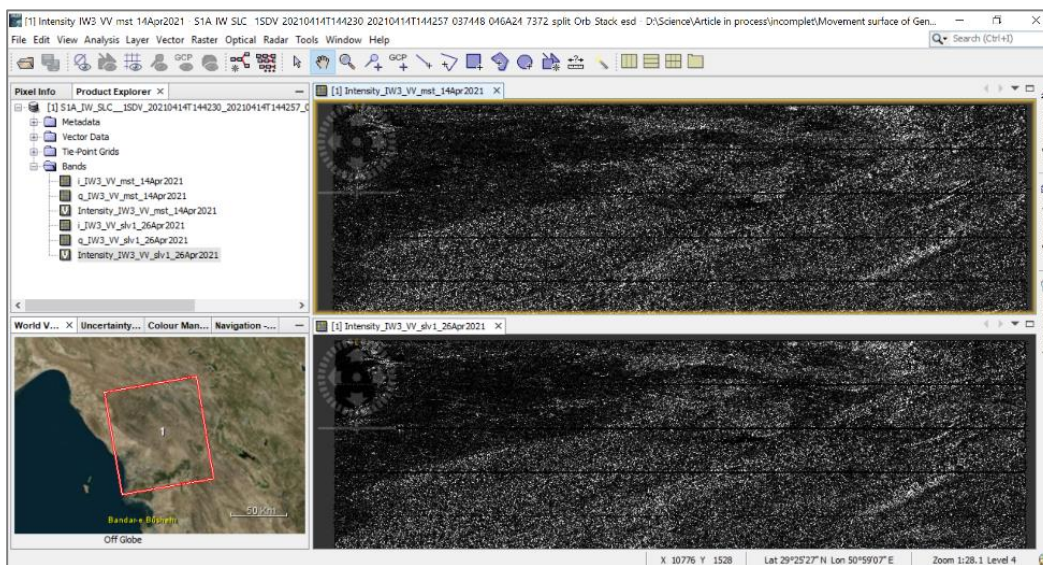 [1] Intensity IW3 VV mst 14Apr2021 - S1A IW SLC 1SDV 20210414T144230 20210414T144257 037448 046A24 7372 split Orb Stack esd - D:\Science\Article in process\incomplet\Movement surface of Gen...
File Edit View Analysis Layer Vector Raster Optical Radar Tools Window Help
Search (Ctrl+I)
GCP
GCP
Pixel Info Product Explorer
[1] Intensity_IW3_VV_mst_14Apr2021
[1] S1A_IW_SLC__1SDV_20210414T144230_20210414T144257_0
Metadata
Vector Data
Tie-Point Grids
Bands
i_IW3_VV_mst_14Apr2021
q_IW3_VV_mst_14Apr2021
Intensity_IW3_VV_mst_14Apr2021
i_IW3_VV_slv1_26Apr2021
q_IW3_VV_slv1_26Apr2021
Intensity_IW3_VV_slv1_26Apr2021
World V... Uncertainty... Colour Man... Navigation -...
[1] Intensity_IW3_VV_slv1_26Apr2021
1
50 Km
Bandar-e Būshehr
Off Globe
X 10776 Y 1528 Lat 29°25'27" N Lon 50°59'07" E Zoom 1:28.1 Level 4